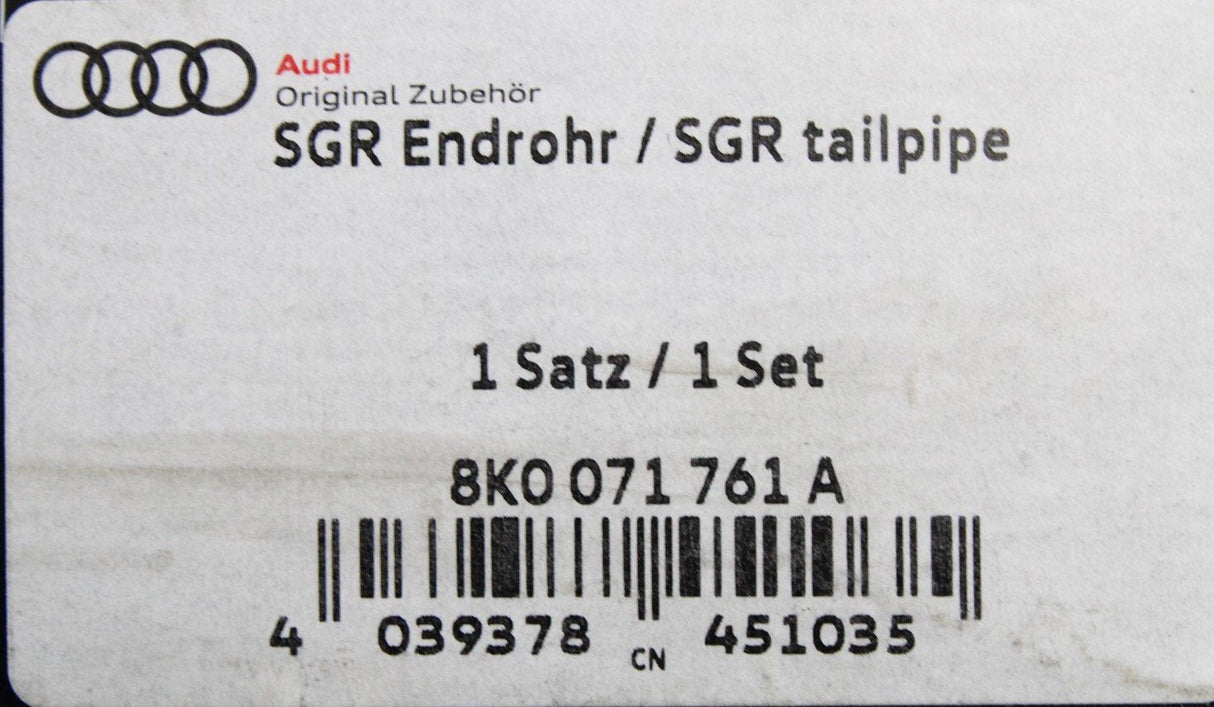 Audi
Original Zubehör
SGR Endrohr / SGR tailpipe
1 Satz / 1 Set
8K0 071 761 A
4 039378 CN 451035